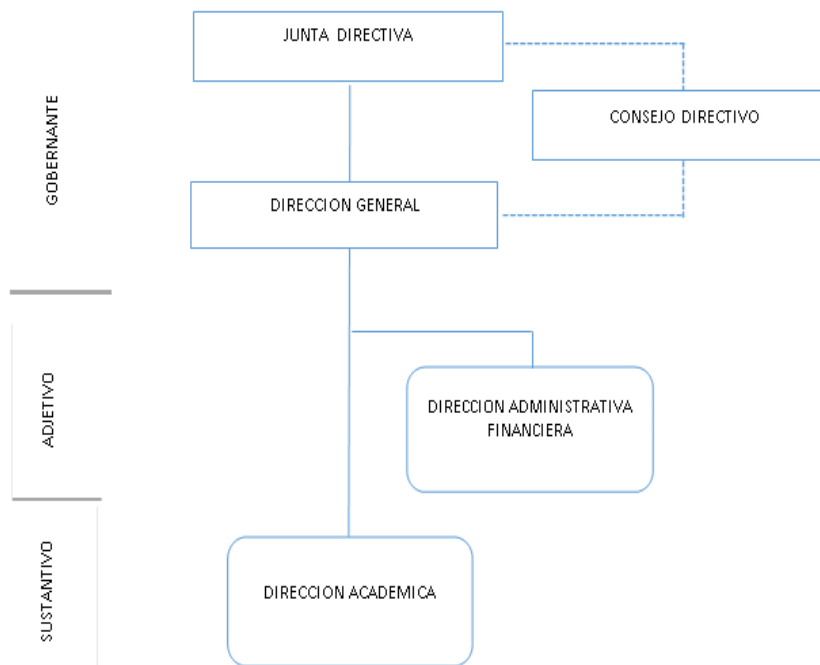 JUNTA DIRECTIVA
GOBERNANTE
CONSEJO DIRECTIVO
DIRECCION GENERAL
ADJETIVO
DIRECCION ADMINISTRATIVA
FINANCIERA
SUSTANTIVO
DIRECCION ACADEMICA